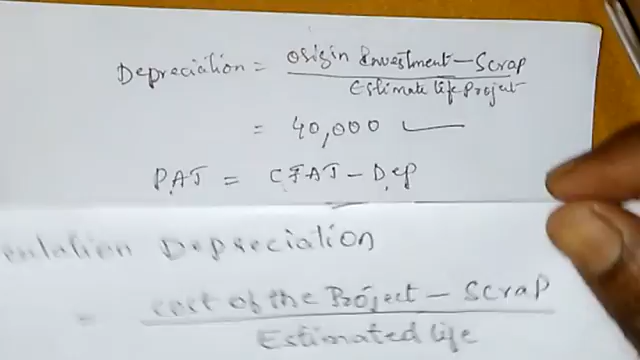 Depreciation = Origin Investment - Scrap
Estimate life Project
= 40,000
PAT = CFAT - Dep
Depreciation
= cost of the Project - Scrap
Estimated life